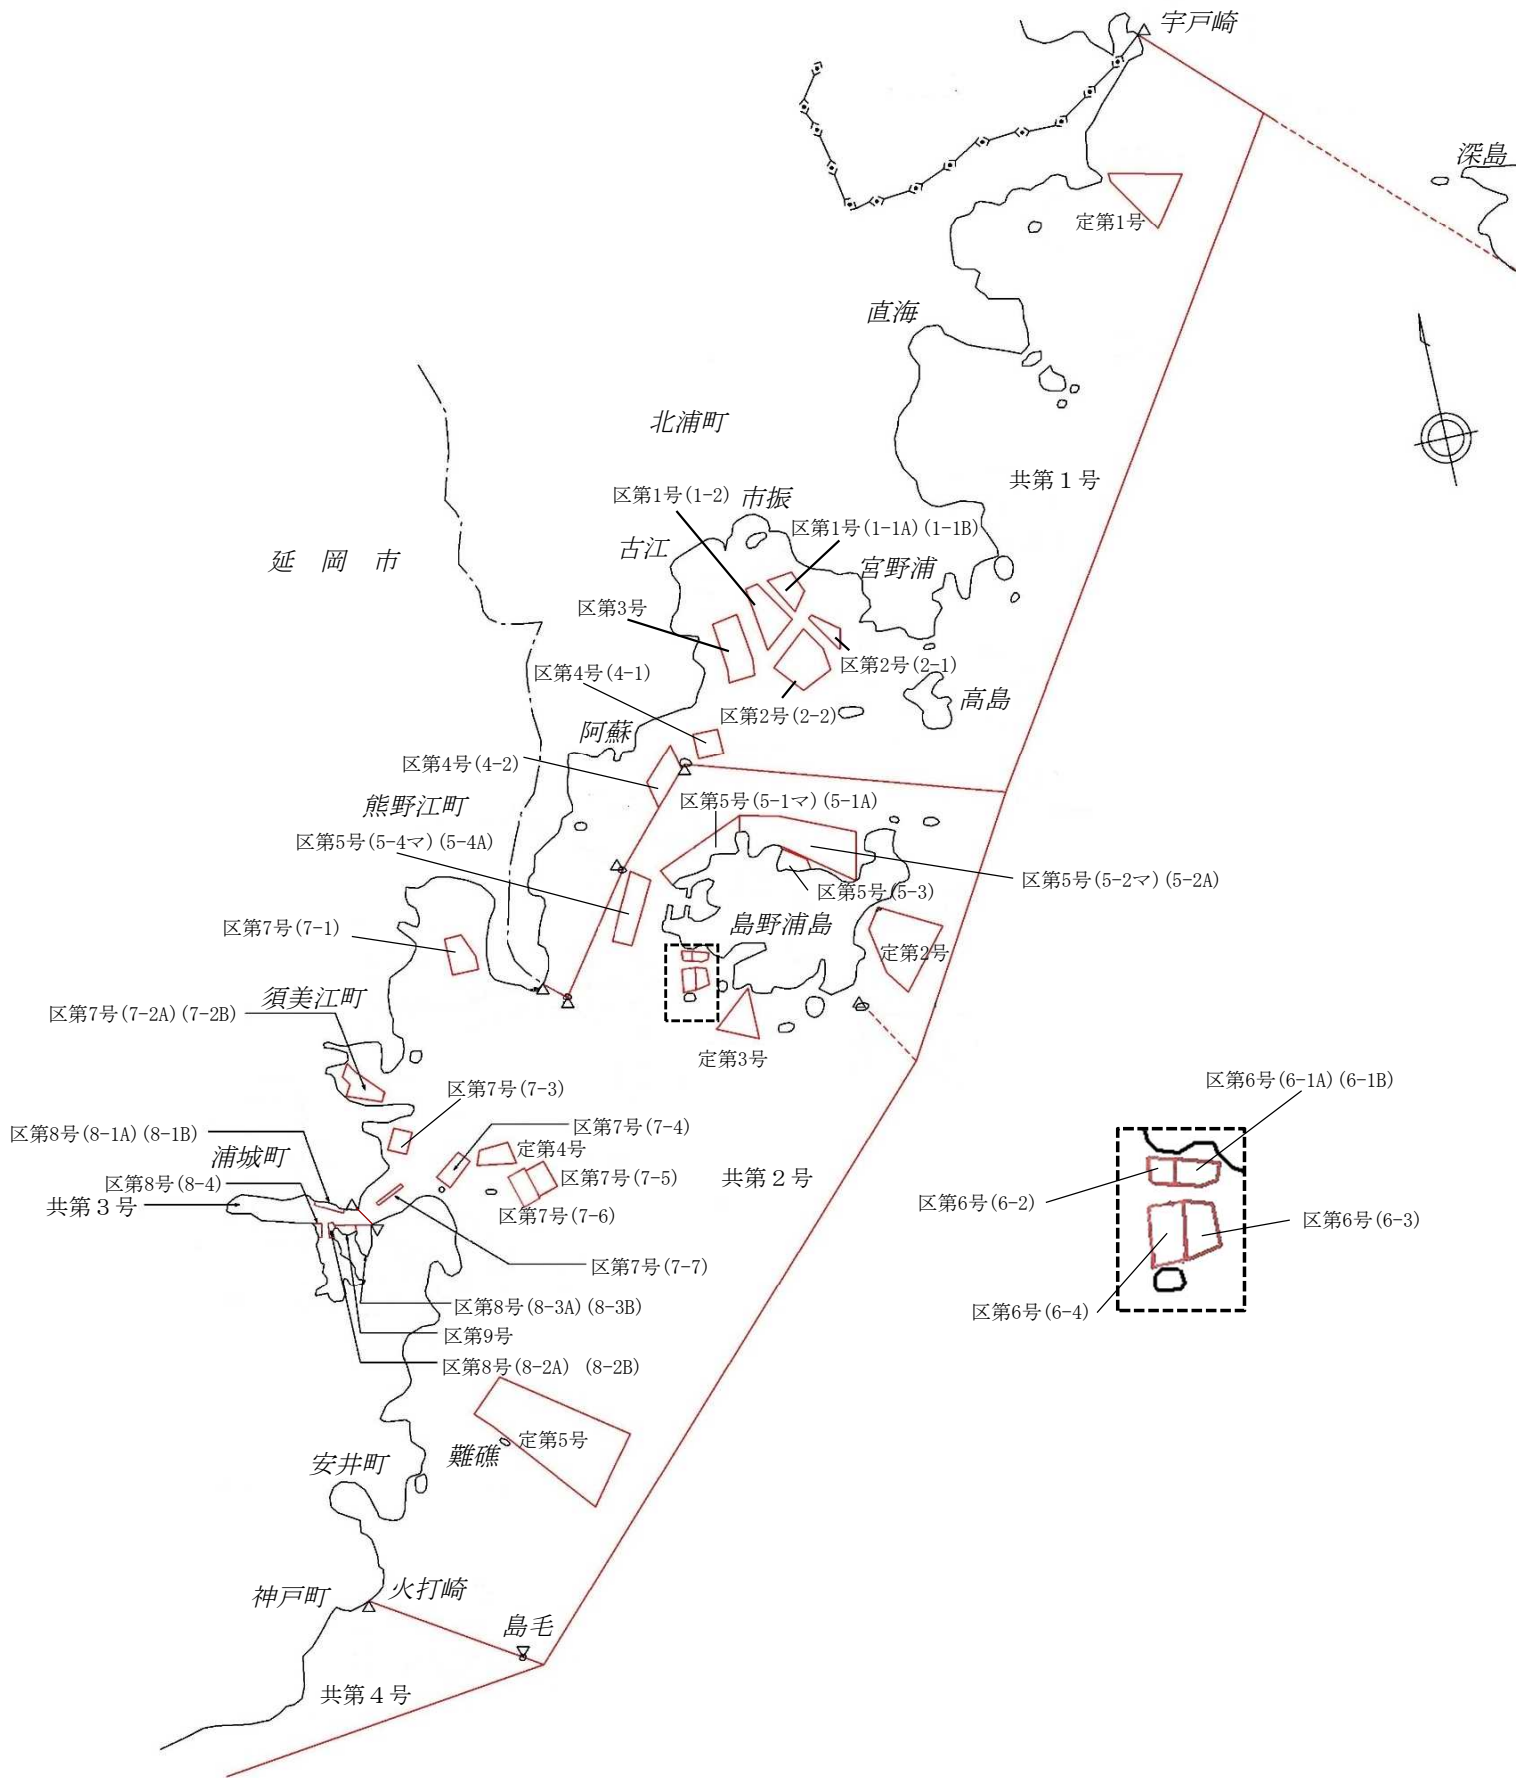 宇戸崎
深島
定第1号
直海
北浦町
共第１号
区第1号(1-2)
市振
区第1号(1-1A)(1-1B)
古江
延 岡 市
宮野浦
区第3号
区第4号(4-1)
区第2号(2-1)
高島
区第2号(2-2)
阿蘇
区第4号(4-2)
熊野江町
区第5号(5-1マ)(5-1A)
区第5号(5-4マ)(5-4A)
区第5号(5-3)
区第5号(5-2マ)(5-2A)
区第7号(7-1)
島野浦島
定第2号
須美江町
区第7号(7-2A)(7-2B)
定第3号
区第7号(7-3)
区第6号(6-1A)(6-1B)
区第7号(7-4)
区第8号(8-1A)(8-1B)
定第4号
浦城町
区第7号(7-5)
共第２号
区第8号(8-4)
共第３号
区第7号(7-6)
区第6号(6-2)
区第6号(6-3)
区第7号(7-7)
区第8号(8-3A)(8-3B)
区第6号(6-4)
区第9号
区第8号(8-2A) (8-2B)
定第5号
難礁
安井町
神戸町
火打崎
島毛
共第４号